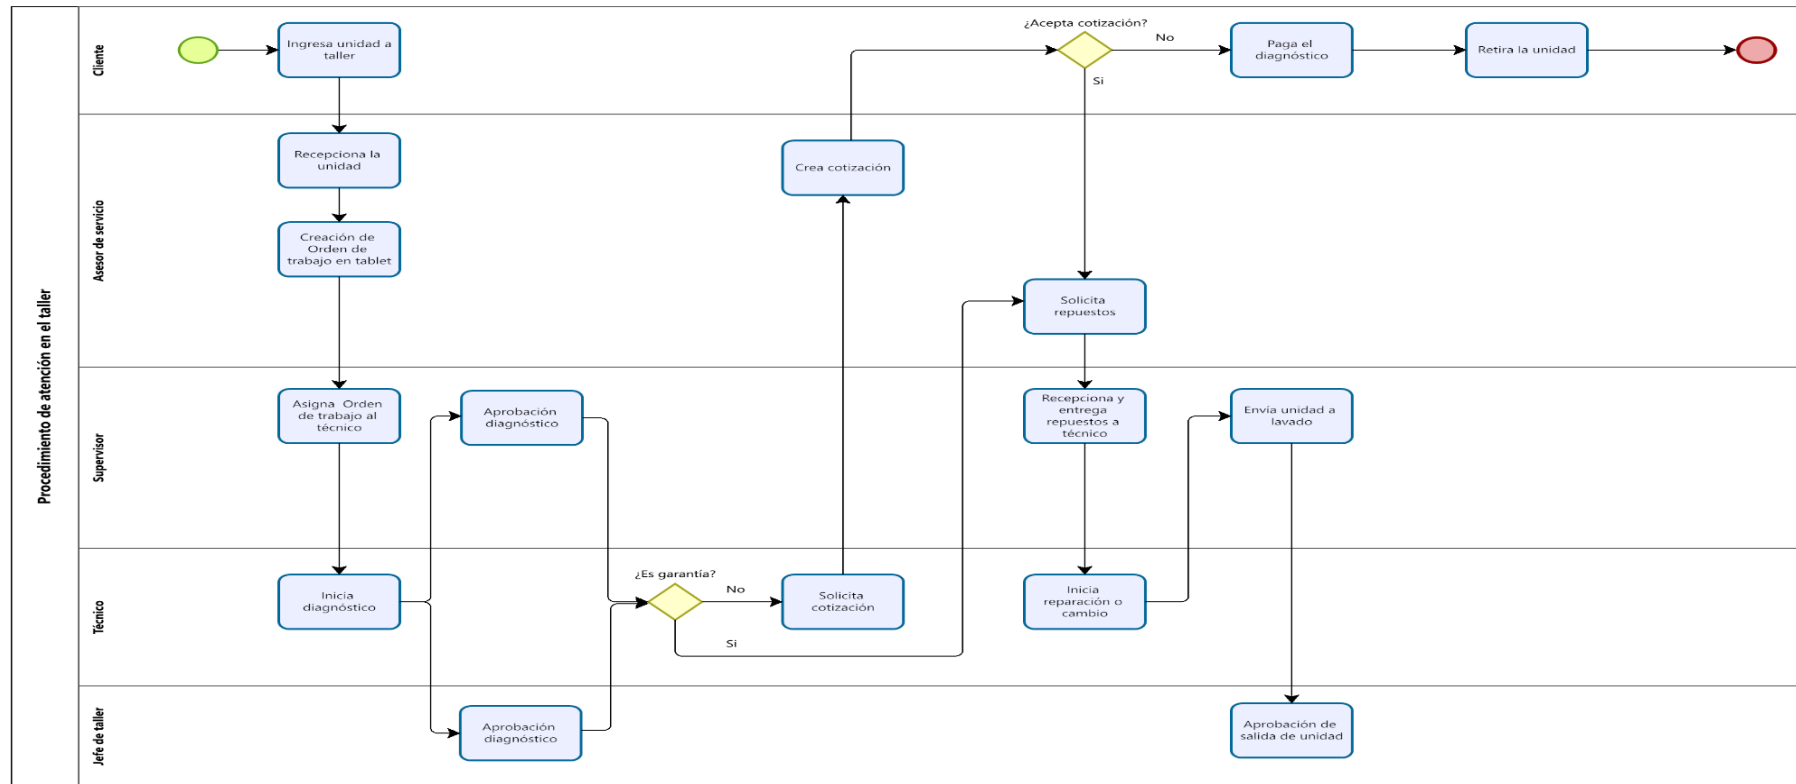 Procedimiento de atención en el taller
Cliente
Ingresa unidad a
taller
¿Acepta cotización?
No
Si
Paga el
diagnóstico
Retira la unidad
Asesor de servicio
Recepciona la
unidad
Creación de
Orden de
trabajo en tablet
Crea cotización
Solicita
repuestos
Supervisor
Asigna Orden
de trabajo al
técnico
Aprobación
diagnóstico
Recepciona y
entrega
repuestos a
técnico
Envía unidad a
lavado
Técnico
Inicia
diagnóstico
¿Es garantía?
No
Si
Solicita
cotización
Inicia
reparación o
cambio
Jefe de taller
Aprobación
diagnóstico
Aprobación de
salida de unidad